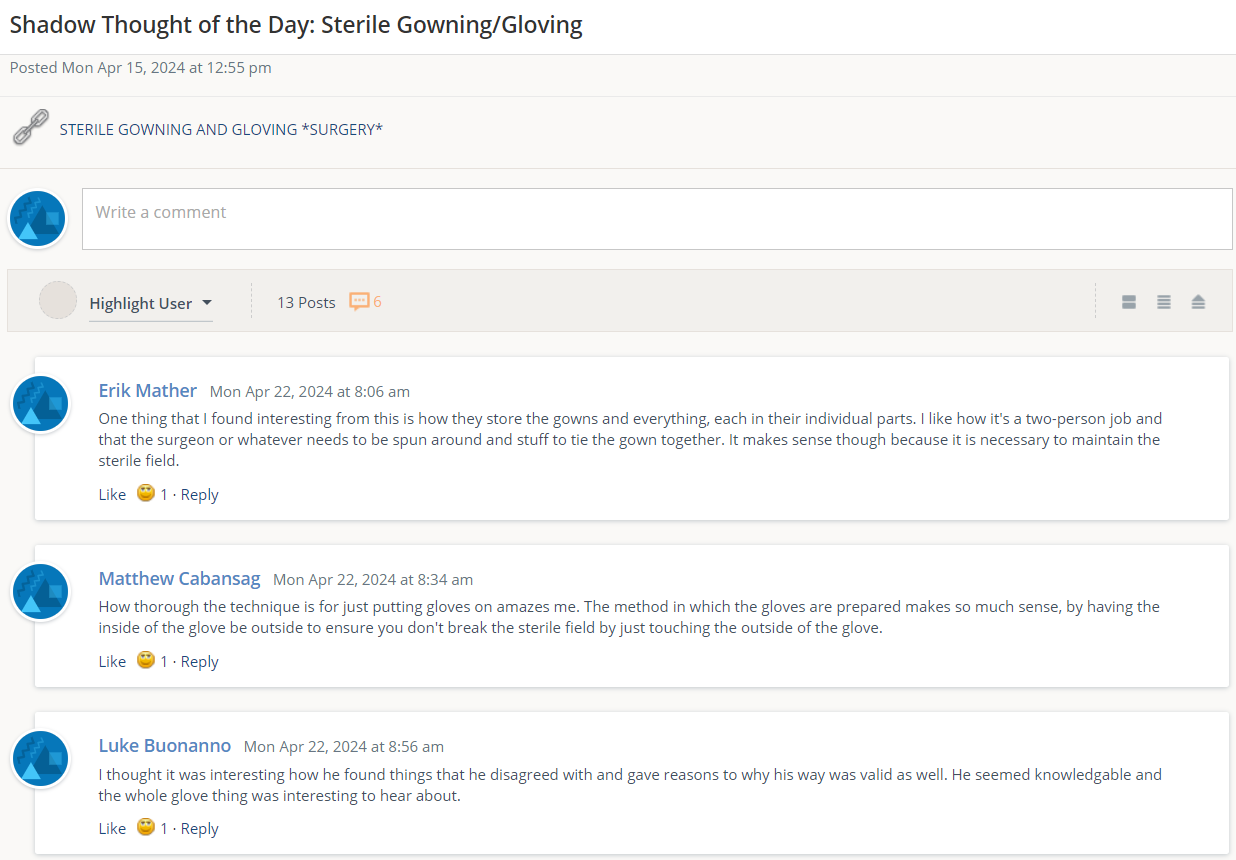 Shadow Thought of the Day: Sterile Gowning/Gloving
Posted Mon Apr 15, 2024 at 12:55 pm
STERILE GOWNING AND GLOVING *SURGERY*
Write a comment
Highlight User
13 Posts 6
Erik Mather Mon Apr 22, 2024 at 8:06 am
One thing that I found interesting from this is how they store the gowns and everything, each in their individual parts. I like how it's a two-person job and
that the surgeon or whatever needs to be spun around and stuff to tie the gown together. It makes sense though because it is necessary to maintain the
sterile field.
Like 1 · Reply
Matthew Cabansag Mon Apr 22, 2024 at 8:34 am
How thorough the technique is for just putting gloves on amazes me. The method in which the gloves are prepared makes so much sense, by having the
inside of the glove be outside to ensure you don't break the sterile field by just touching the outside of the glove.
Like 1 · Reply
Luke Buonanno Mon Apr 22, 2024 at 8:56 am
I thought it was interesting how he found things that he disagreed with and gave reasons to why his way was valid as well. He seemed knowledgable and
the whole glove thing was interesting to hear about.
Like 1 · Reply